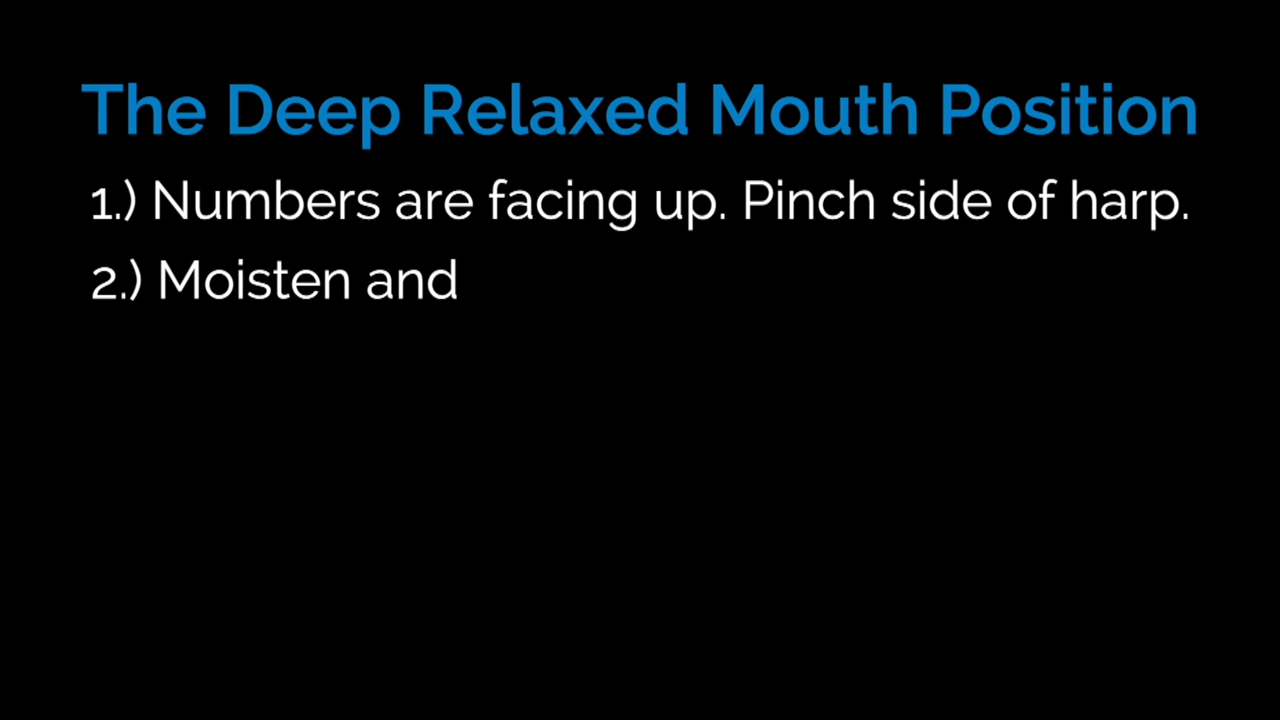 The Deep Relaxed Mouth Position
1.) Numbers are facing up. Pinch side of harp.
2.) Moisten and